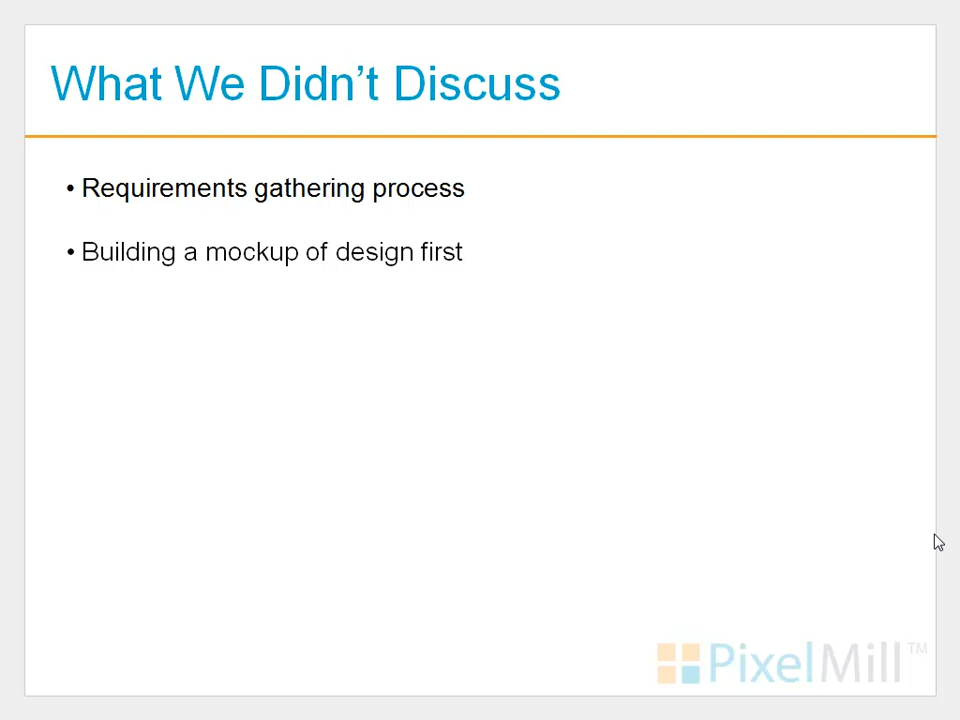 What We Didn’t Discuss
• Requirements gathering process
• Building a mockup of design first
PixelMill™